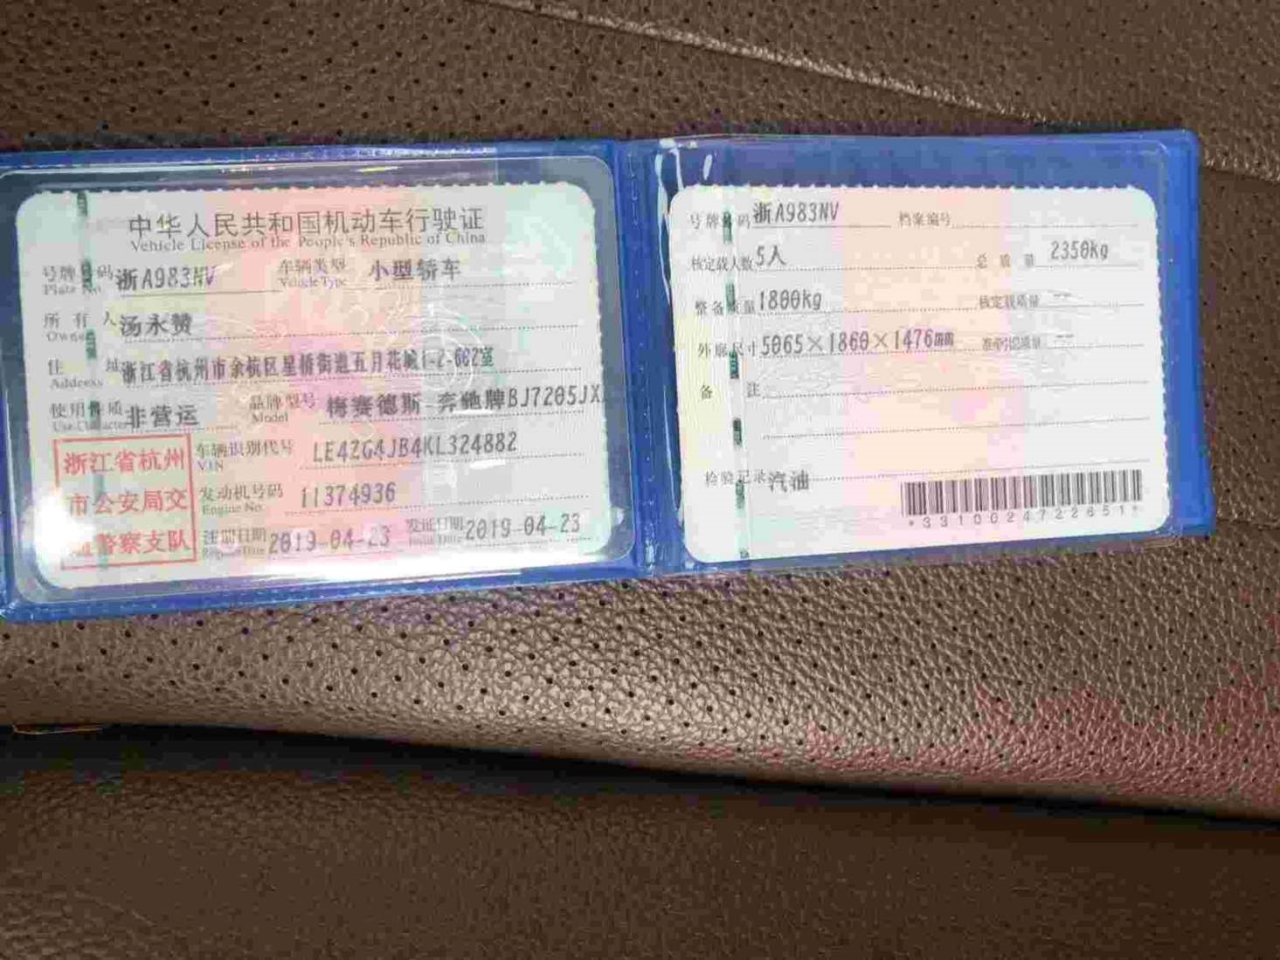 中华人民共和国机动车行驶证
Vehicle License of the People's Republic of China
号牌号码 浙A983NV 车辆类型 小型轿车
Plate No. Vehicle Type
所有人 汤永赞
Owner
住址 浙江省杭州市余杭区星桥街道五月花城1-2-602室
Address
使用性质 非营运 品牌型号 梅赛德斯-奔驰牌BJ7205JX
Use Character Model
浙江省杭州
市公安局交
警察支队
车辆识别代号 LE4ZG4JB4KL324882
VIN
发动机号码 11374936
Engine No.
注册日期 2019-04-23 发证日期 2019-04-23
Register Date Issue Date
号牌号码 浙A983NV 档案编号
核定载人数 5人 总质量 2350kg
整备质量 1800kg 核定载质量 --
外廓尺寸 5065×1860×1476mm 准牵引总质量 --
备注
检验记录 汽油
*3310024722651*